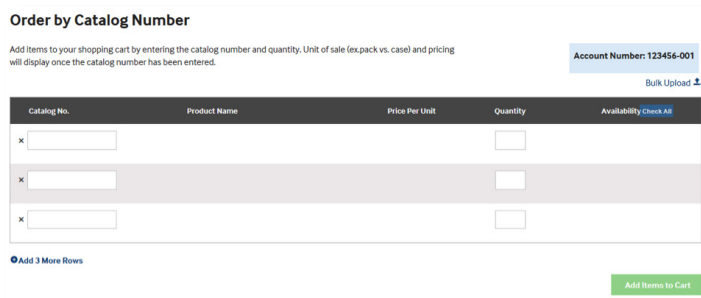 Order by Catalog Number
Add items to your shopping cart by entering the catalog number and quantity. Unit of sale (ex.pack vs. case) and pricing
will display once the catalog number has been entered.
Account Number: 123456-001
Bulk Upload
Catalog No. Product Name Price Per Unit Quantity Availability Check All
×
×
×
Add 3 More Rows
Add Items to Cart